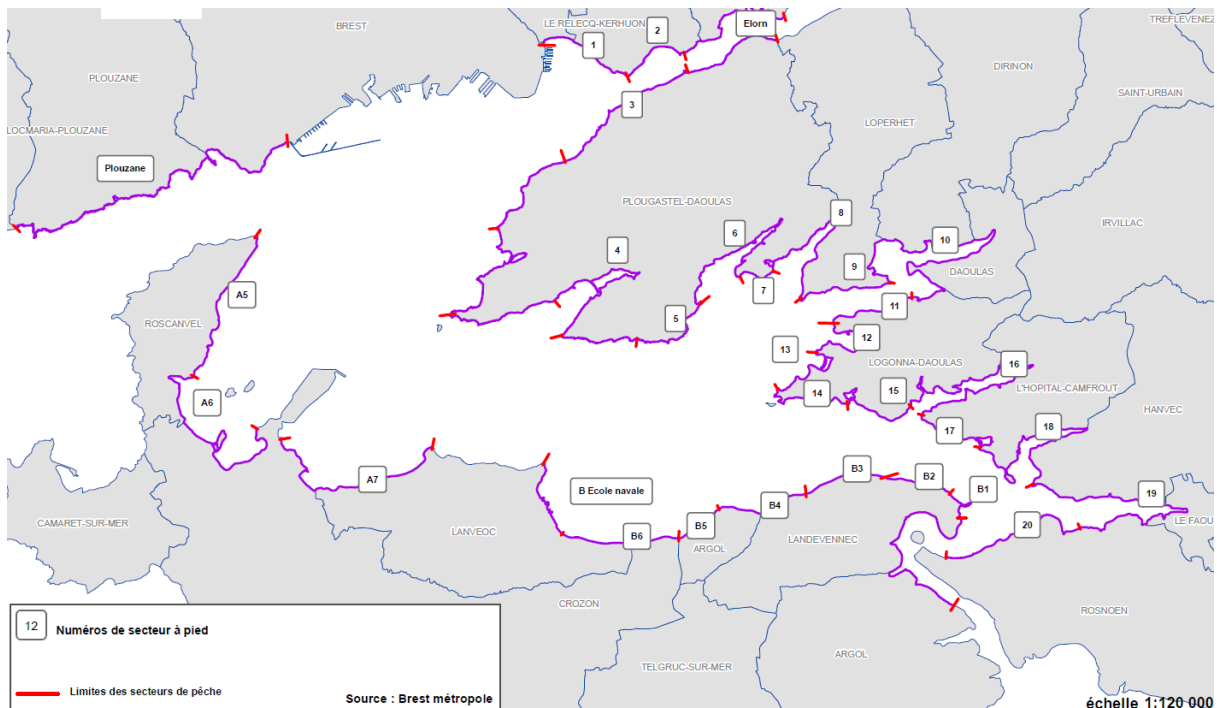 BREST
LE RELECQ-KERHUON
Elorn
TREFLEVENEZ
1
2
PLOUZANE
DIRINON
SAINT-URBAIN
3
LOCMARIA-PLOUZANE
LOPERHET
Plouzane
PLOUGASTEL-DAOULAS
8
IRVILLAC
6
10
4
9
DAOULAS
7
A5
11
ROSCANVEL
5
12
13
LOGONNA-DAOULAS
16
14
15
L'HOPITAL-CAMFROUT
A6
HANVEC
17
18
B3
B2
A7
B Ecole navale
B1
19
B4
CAMARET-SUR-MER
LANVEOC
B6
B5
ARGOL
LANDEVENNEC
20
LE FAOU
CROZON
ROSNOEN
TELGRUC-SUR-MER
ARGOL
12 Numéros de secteur à pied
Limites des secteurs de pêche
Source : Brest métropole
échelle 1:120 000